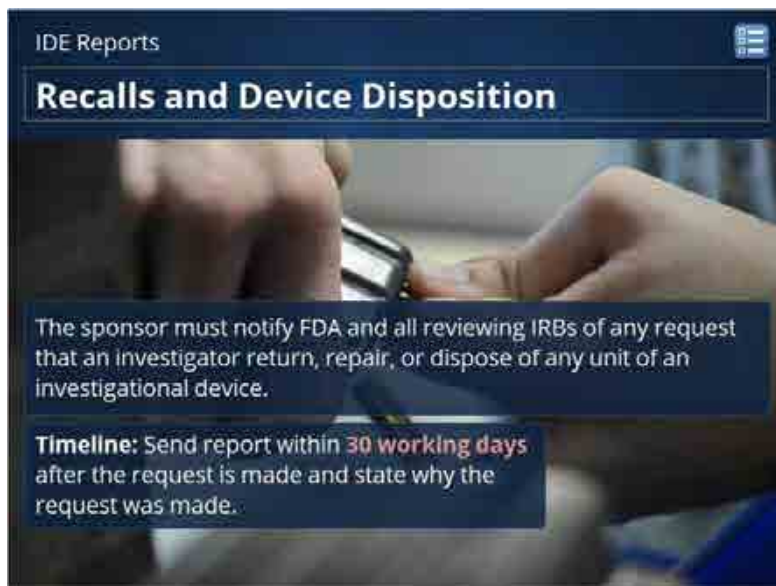 IDE Reports
Recalls and Device Disposition
The sponsor must notify FDA and all reviewing IRBs of any request
that an investigator return, repair, or dispose of any unit of an
investigational device.
Timeline: Send report within 30 working days
after the request is made and state why the
request was made.